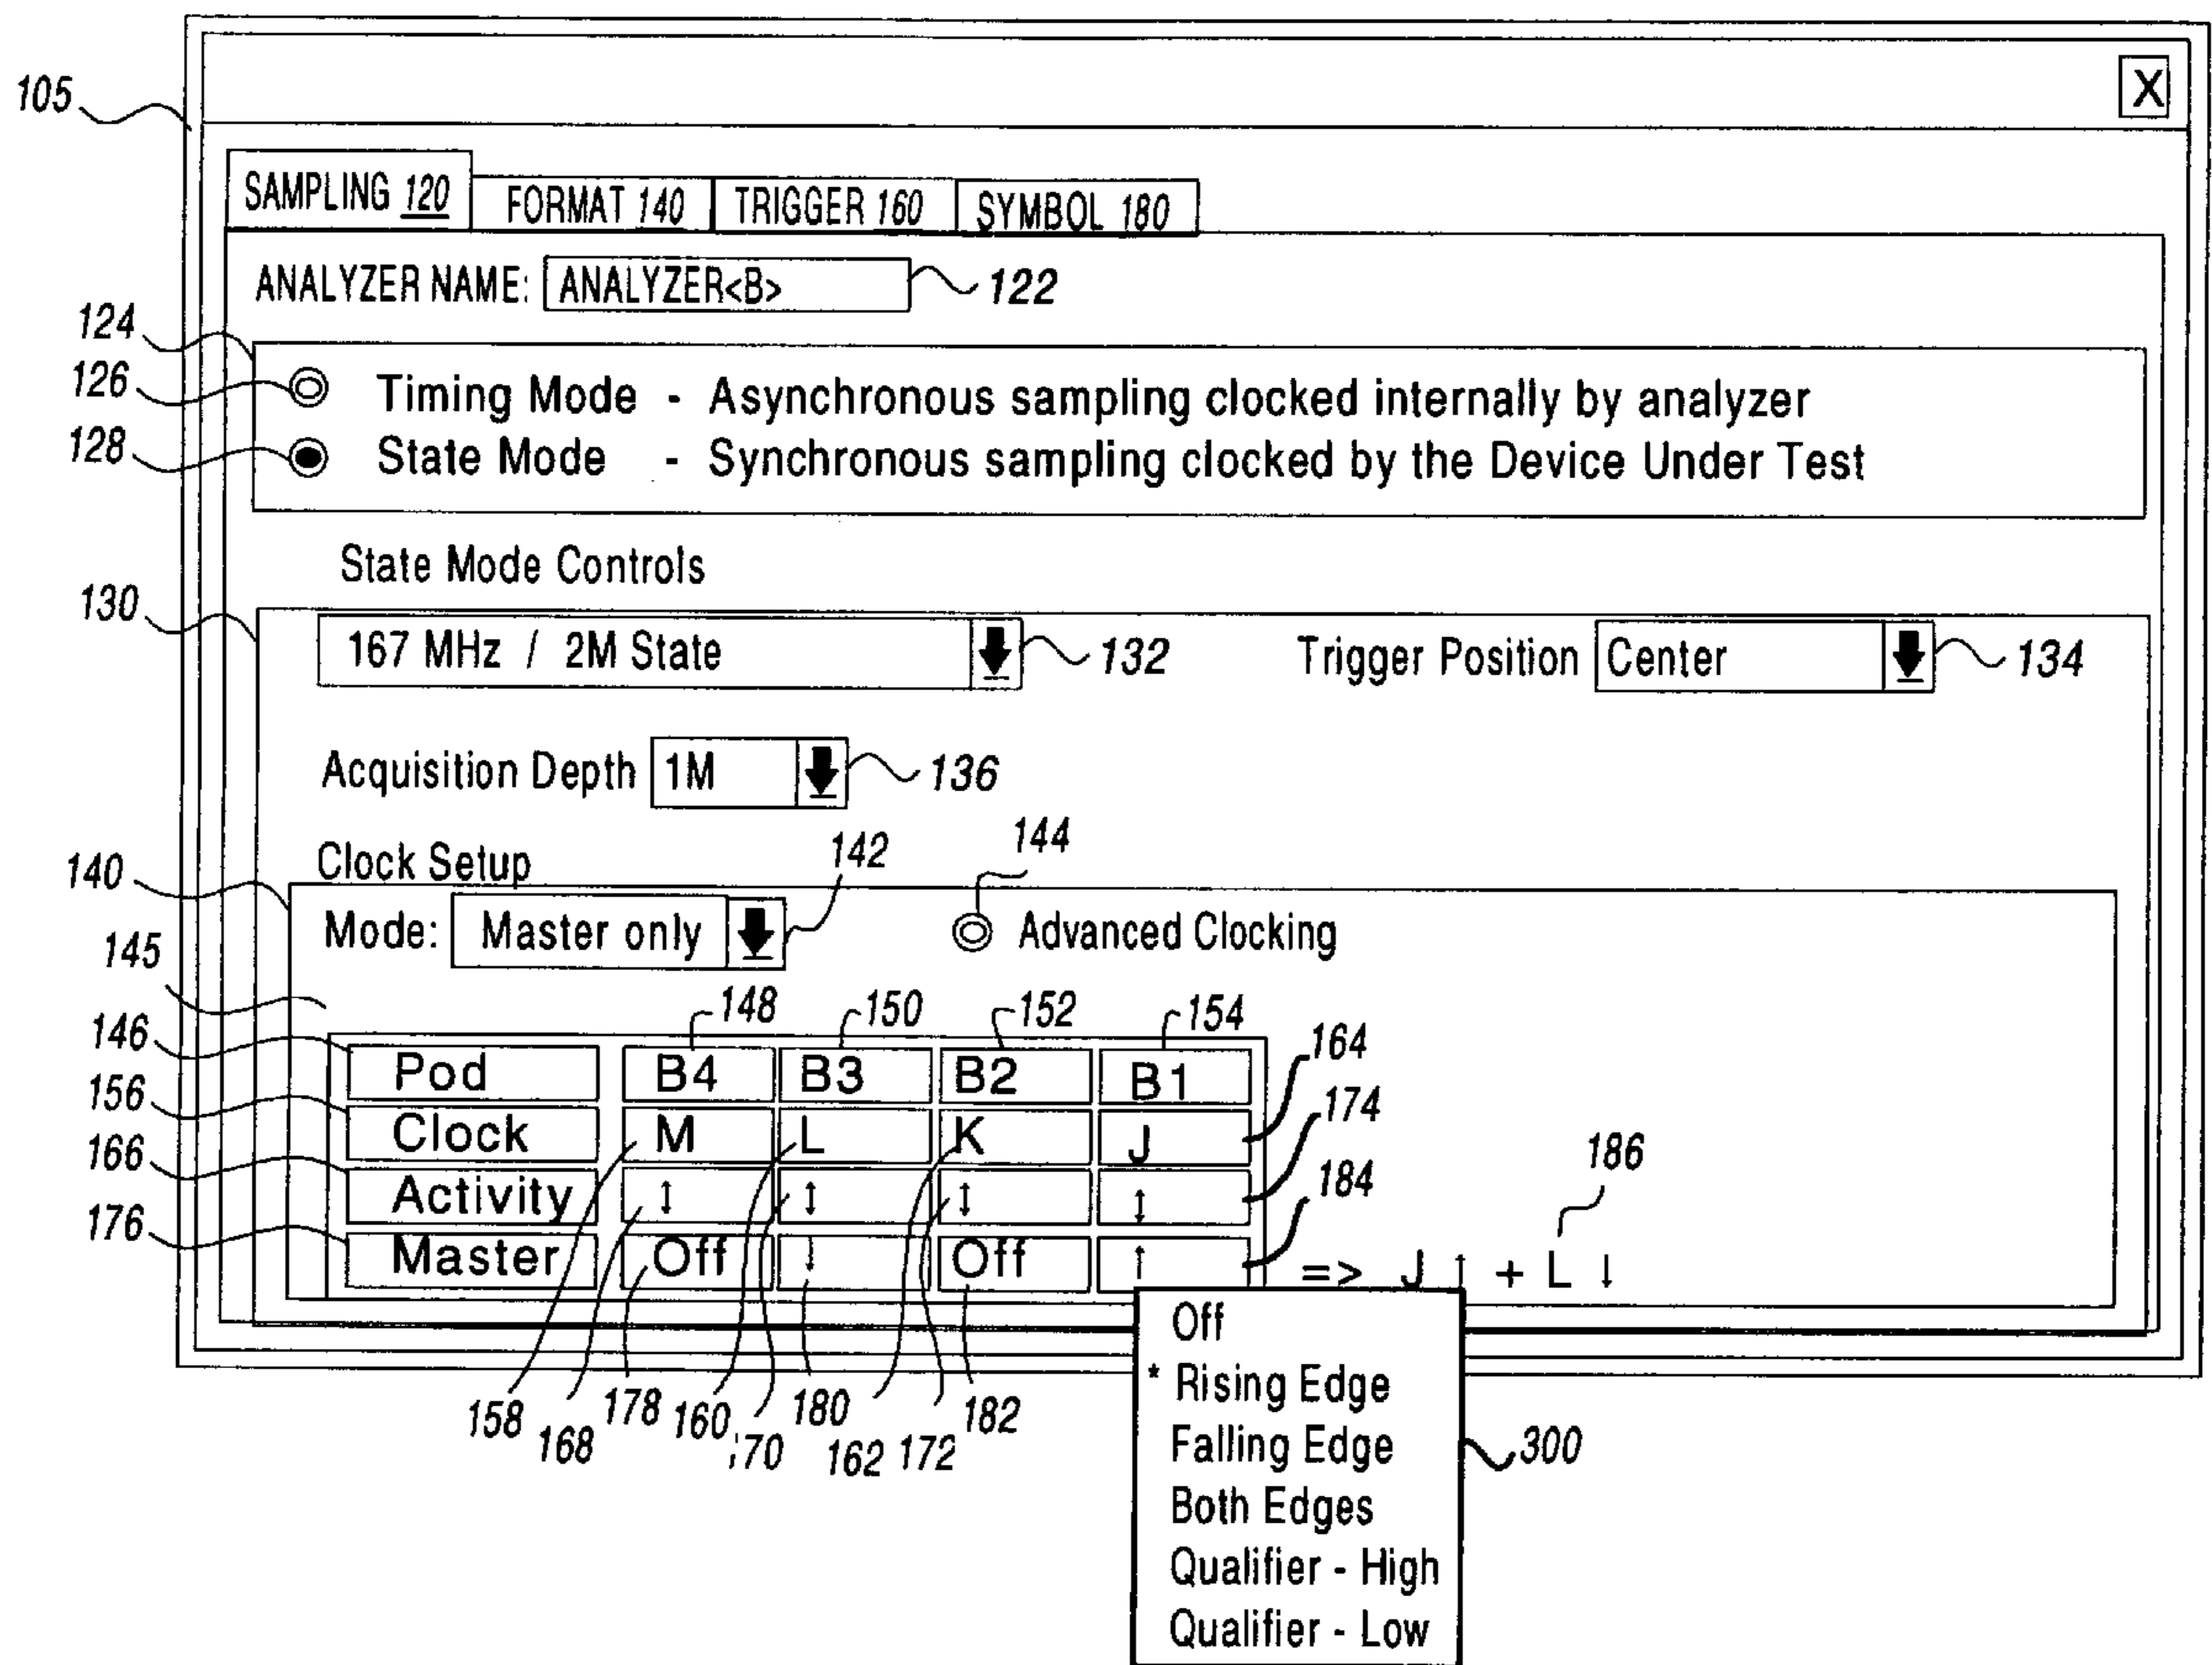 X
105
SAMPLING 120 FORMAT 140 TRIGGER 160 SYMBOL 180
ANALYZER NAME: ANALYZER<B> 122
124
126 Timing Mode - Asynchronous sampling clocked internally by analyzer
128 State Mode - Synchronous sampling clocked by the Device Under Test
State Mode Controls
130
167 MHz / 2M State 132 Trigger Position Center 134
Acquisition Depth 1M 136
Clock Setup 142 144
140
Mode: Master only Advanced Clocking
145
148 150 152 154
146 Pod B4 B3 B2 B1 164
156 Clock M L K J 174
166 Activity ↕ ↕ ↕ ↕ 184 186
176 Master Off ↓ Off ↑ => J ↑ + L ↓
158 168 178 160 170 180 162 172 182
Off
* Rising Edge
Falling Edge
Both Edges
Qualifier - High
Qualifier - Low
300